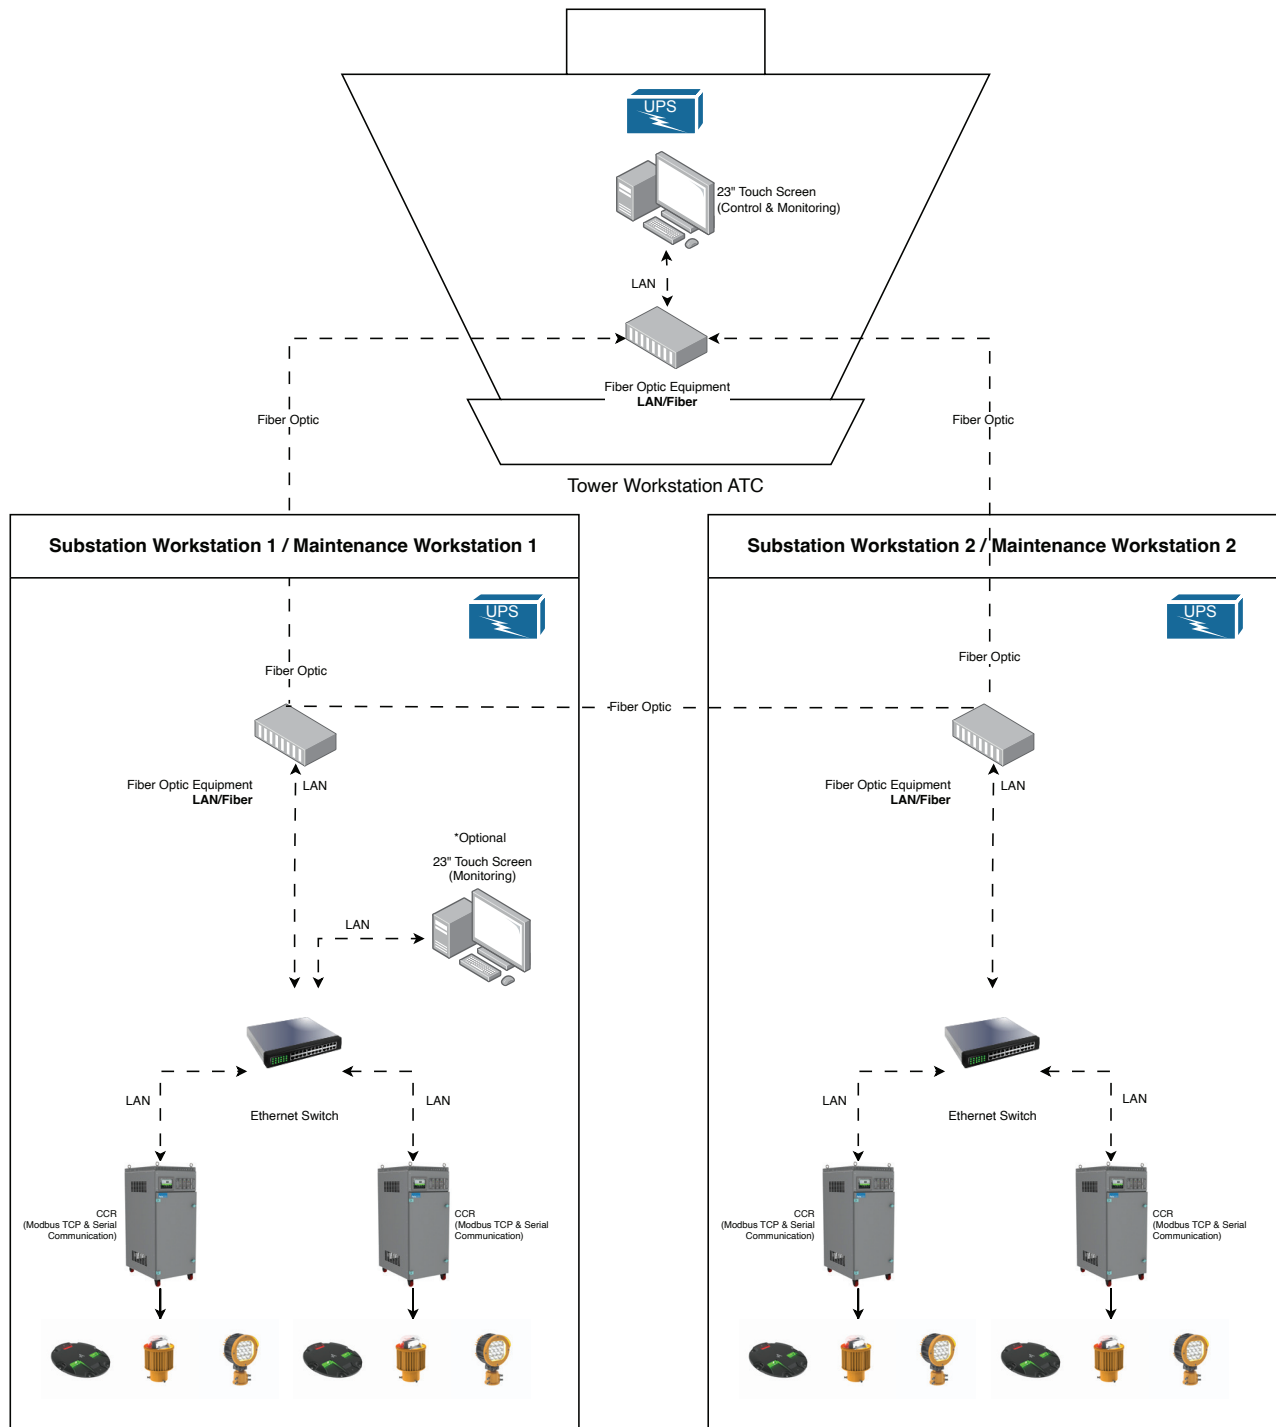 UPS
23" Touch Screen
(Control & Monitoring)
LAN
Fiber Optic Equipment
LAN/Fiber
Fiber Optic
Fiber Optic
Tower Workstation ATC
Substation Workstation 1 / Maintenance Workstation 1
UPS
Fiber Optic
Fiber Optic
Fiber Optic Equipment
LAN/Fiber
LAN
*Optional
23" Touch Screen
(Monitoring)
LAN
LAN
LAN
Ethernet Switch
CCR
(Modbus TCP & Serial
Communication)
CCR
(Modbus TCP & Serial
Communication)
Substation Workstation 2 / Maintenance Workstation 2
UPS
Fiber Optic
Fiber Optic Equipment
LAN/Fiber
LAN
LAN
LAN
Ethernet Switch
CCR
(Modbus TCP & Serial
Communication)
CCR
(Modbus TCP & Serial
Communication)